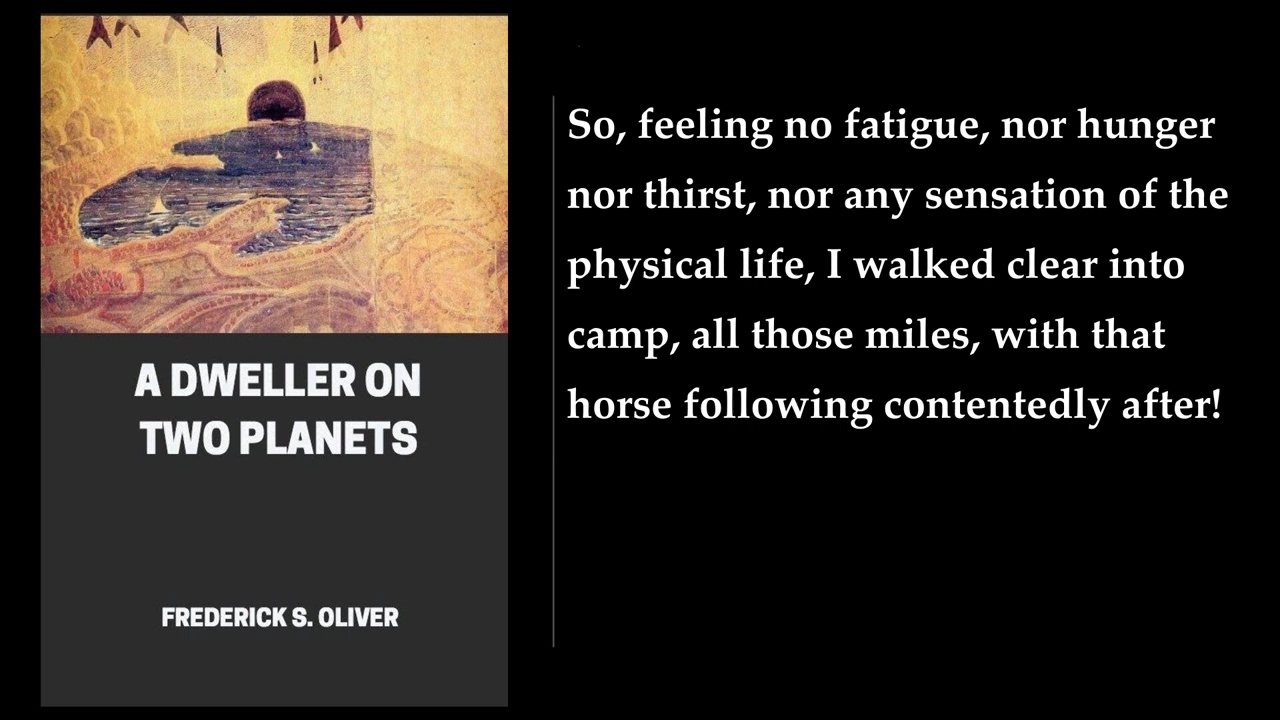 A DWELLER ON
TWO PLANETS
FREDERICK S. OLIVER
So, feeling no fatigue, nor hunger
nor thirst, nor any sensation of the
physical life, I walked clear into
camp, all those miles, with that
horse following contentedly after!